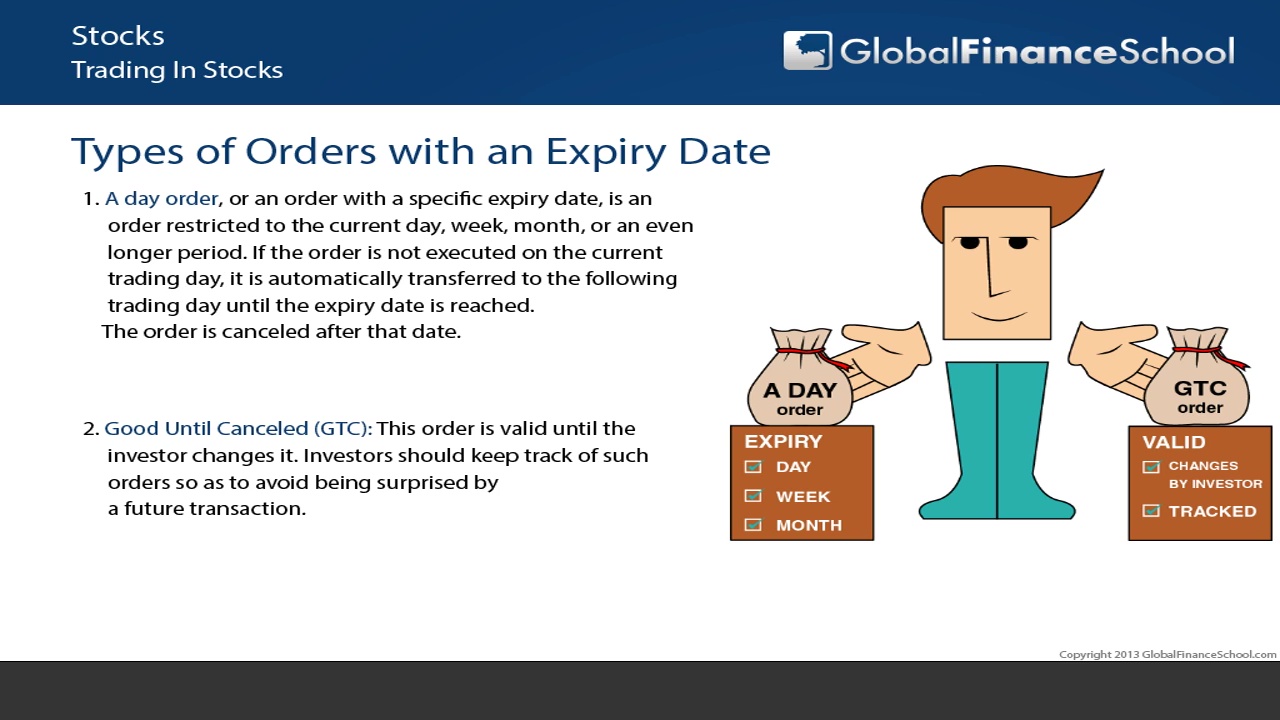 Stocks
Trading In Stocks
GlobalFinanceSchool
Types of Orders with an Expiry Date
1. A day order, or an order with a specific expiry date, is an
order restricted to the current day, week, month, or an even
longer period. If the order is not executed on the current
trading day, it is automatically transferred to the following
trading day until the expiry date is reached.
The order is canceled after that date.
2. Good Until Canceled (GTC): This order is valid until the
investor changes it. Investors should keep track of such
orders so as to avoid being surprised by
a future transaction.
A DAY
order
EXPIRY
DAY
WEEK
MONTH
GTC
order
VALID
CHANGES
BY INVESTOR
TRACKED
Copyright 2013 GlobalFinanceSchool.com